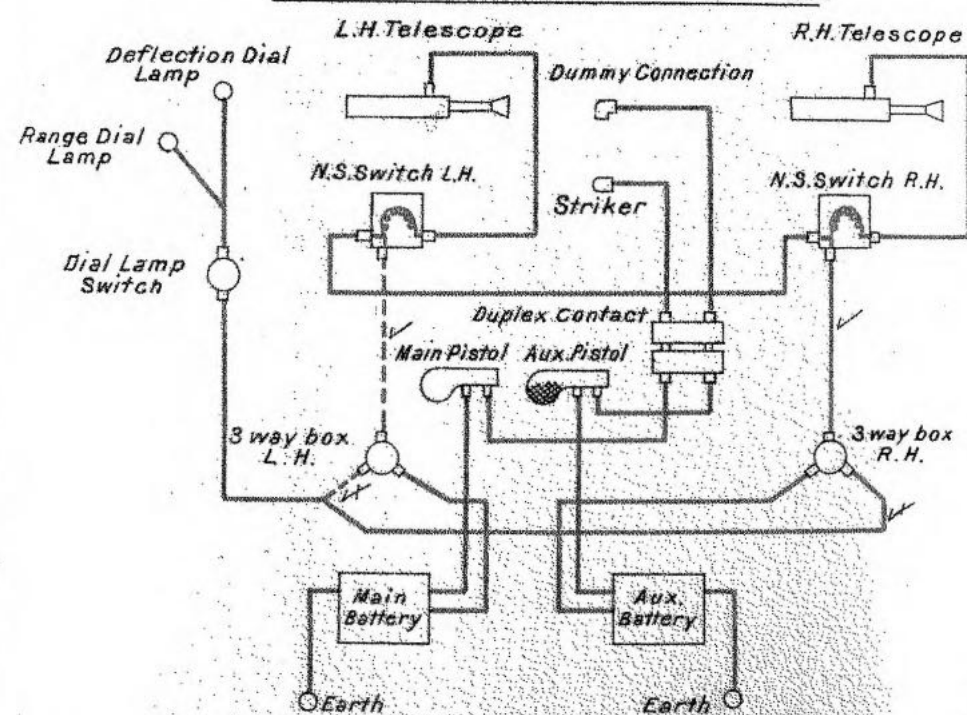 L.H. Telescope
R.H. Telescope
Deflection Dial
Lamp
Dummy Connection
Range Dial
Lamp
N.S. Switch L.H.
N.S. Switch R.H.
Striker
Dial Lamp
Switch
Duplex Contact
Main Pistol
Aux. Pistol
3 way box
L.H.
3 way box
R.H.
Main
Battery
Aux.
Battery
Earth
Earth